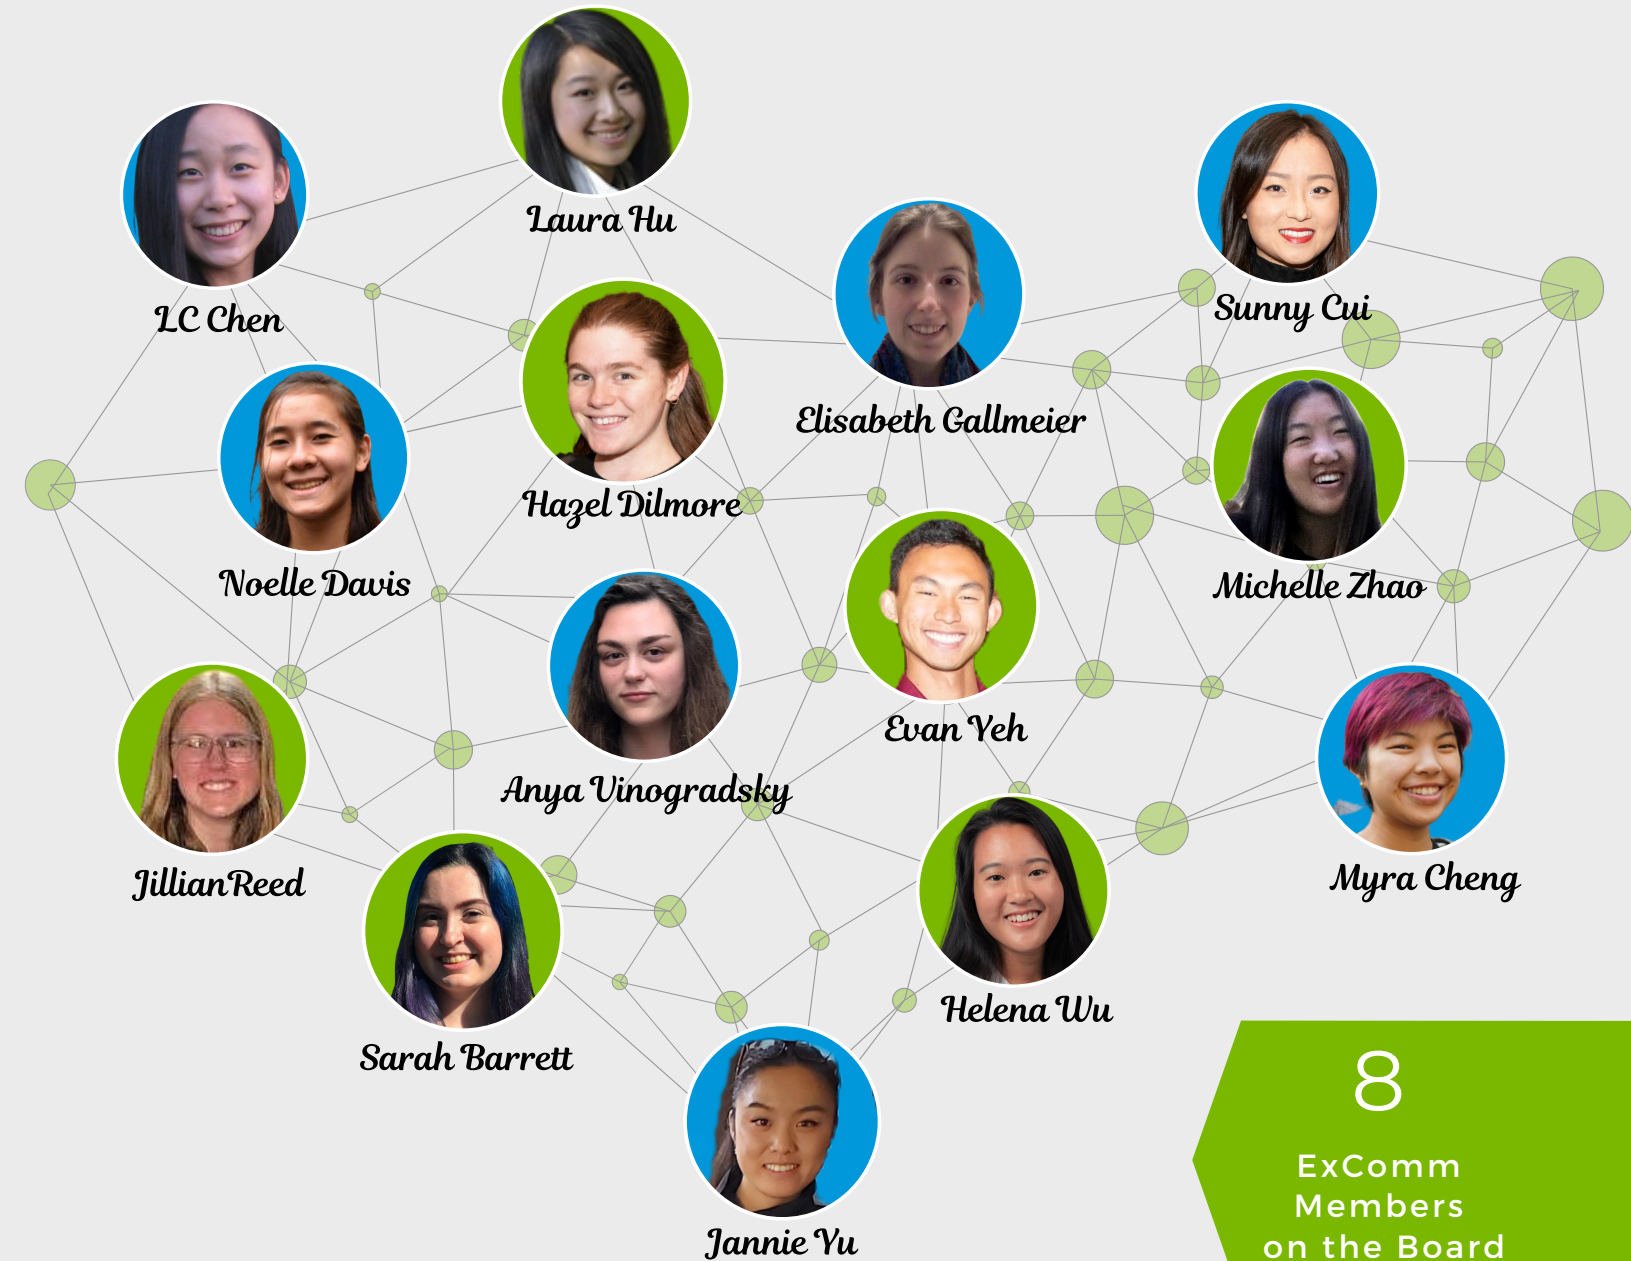 Laura Hu
LC Chen
Sunny Cui
Elisabeth Gallmeier
Hazel Dilmore
Noelle Davis
Michelle Zhao
Evan Yeh
Anya Vinogradsky
JillianReed
Myra Cheng
Helena Wu
Sarah Barrett
Jannie Yu
8
ExComm
Members
on the Board